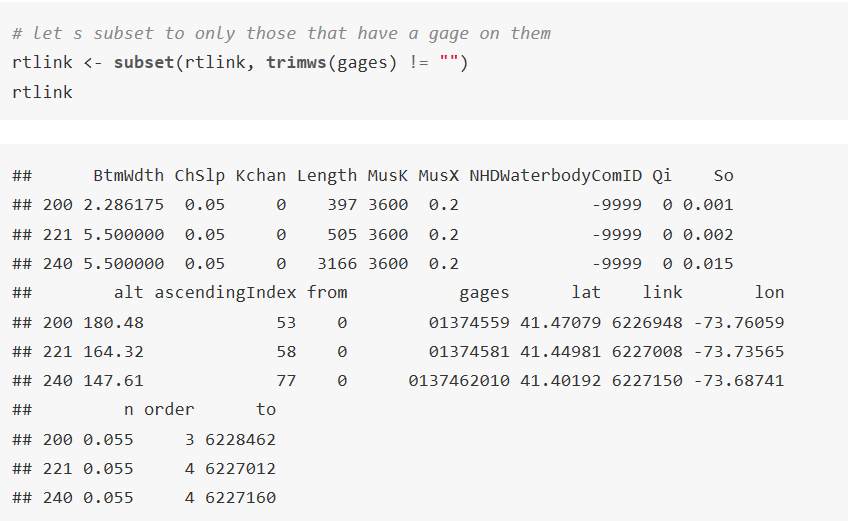 # let s subset to only those that have a gage on them
rtlink <- subset(rtlink, trimws(gages) != "")
rtlink
##      BtmWdth ChSlp Kchan Length MusK MusX NHDWaterbodyComID Qi    So
## 200 2.286175  0.05     0    397 3600  0.2             -9999  0 0.001
## 221 5.500000  0.05     0    505 3600  0.2             -9999  0 0.002
## 240 5.500000  0.05     0   3166 3600  0.2             -9999  0 0.015
##        alt ascendingIndex from           gages      lat    link       lon
## 200 180.48             53    0        01374559 41.47079 6226948 -73.76059
## 221 164.32             58    0        01374581 41.44981 6227008 -73.73565
## 240 147.61             77    0      0137462010 41.40192 6227150 -73.68741
##         n order      to
## 200 0.055     3 6228462
## 221 0.055     4 6227012
## 240 0.055     4 6227160